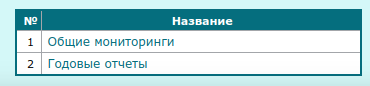 № Название
1 Общие мониторинги
2 Годовые отчеты